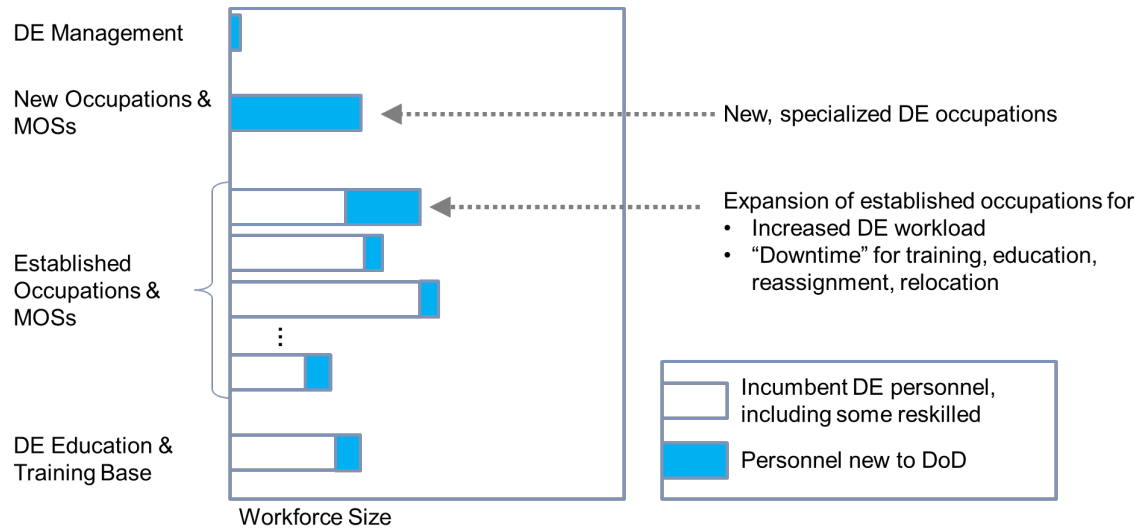 DE Management
New Occupations &
MOSs
New, specialized DE occupations
Expansion of established occupations for
• Increased DE workload
• “Downtime” for training, education,
reassignment, relocation
Established
Occupations &
MOSs
⋮
DE Education &
Training Base
Incumbent DE personnel,
including some reskilled
Personnel new to DoD
Workforce Size